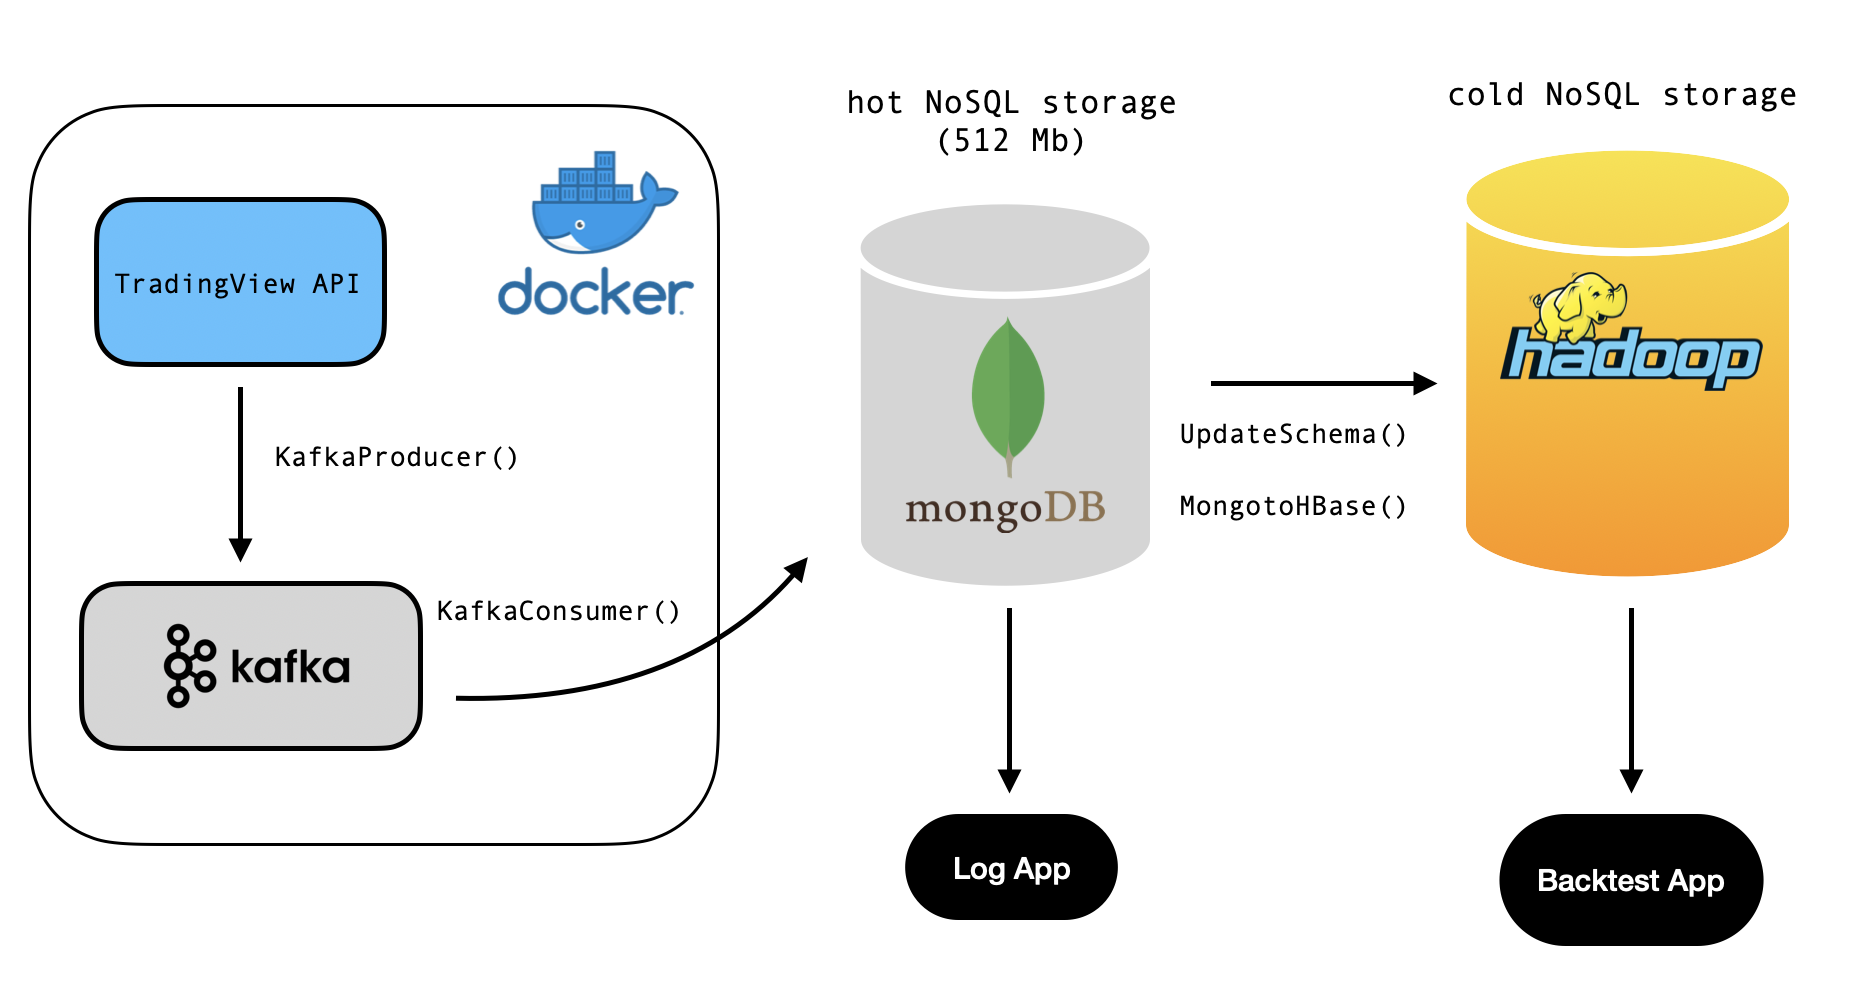 hot NoSQL storage
(512 Mb)
cold NoSQL storage
TradingView API
docker
KafkaProducer()
hadoop
mongoDB
UpdateSchema()
MongotoHBase()
KafkaConsumer()
kafka
Log App
Backtest App